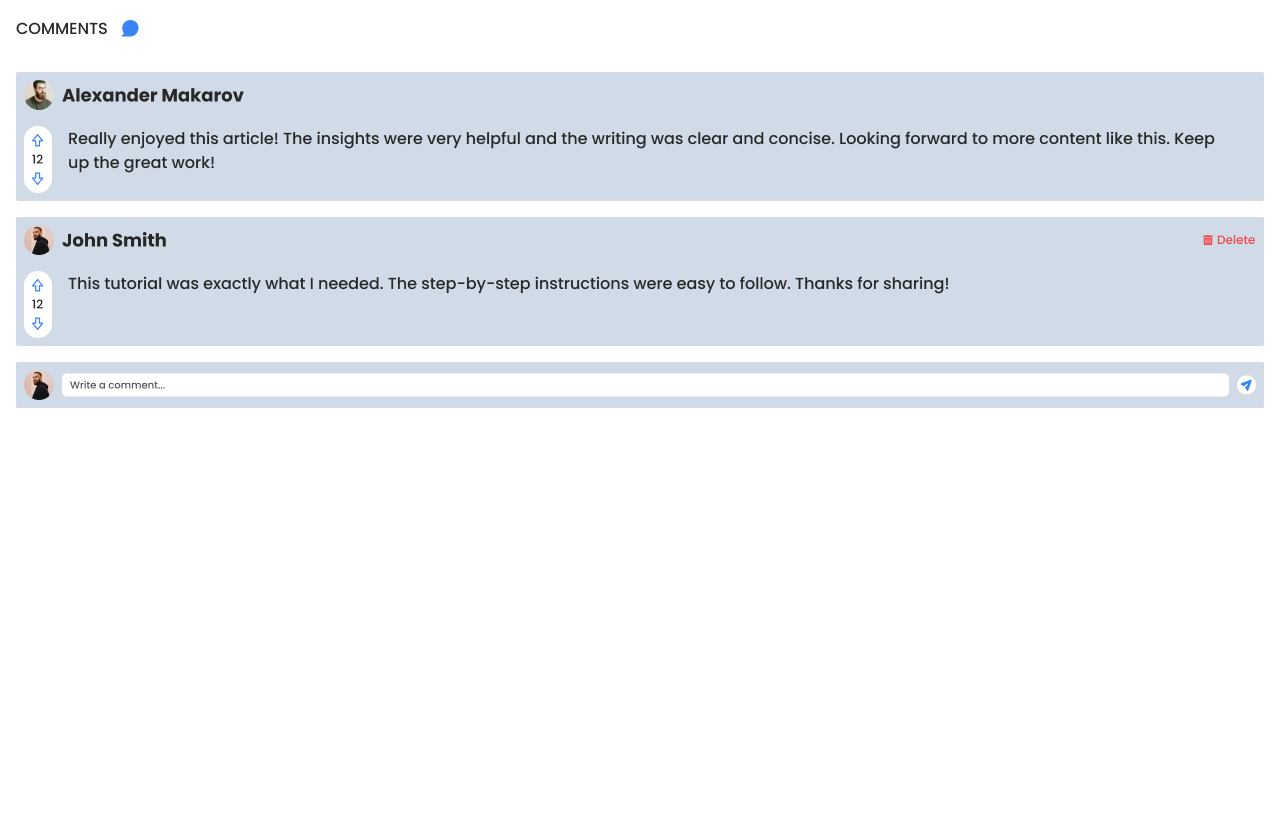 COMMENTS
Alexander Makarov
Really enjoyed this article! The insights were very helpful and the writing was clear and concise. Looking forward to more content like this. Keep
up the great work!
12
John Smith
Delete
This tutorial was exactly what I needed. The step-by-step instructions were easy to follow. Thanks for sharing!
12
Write a comment...